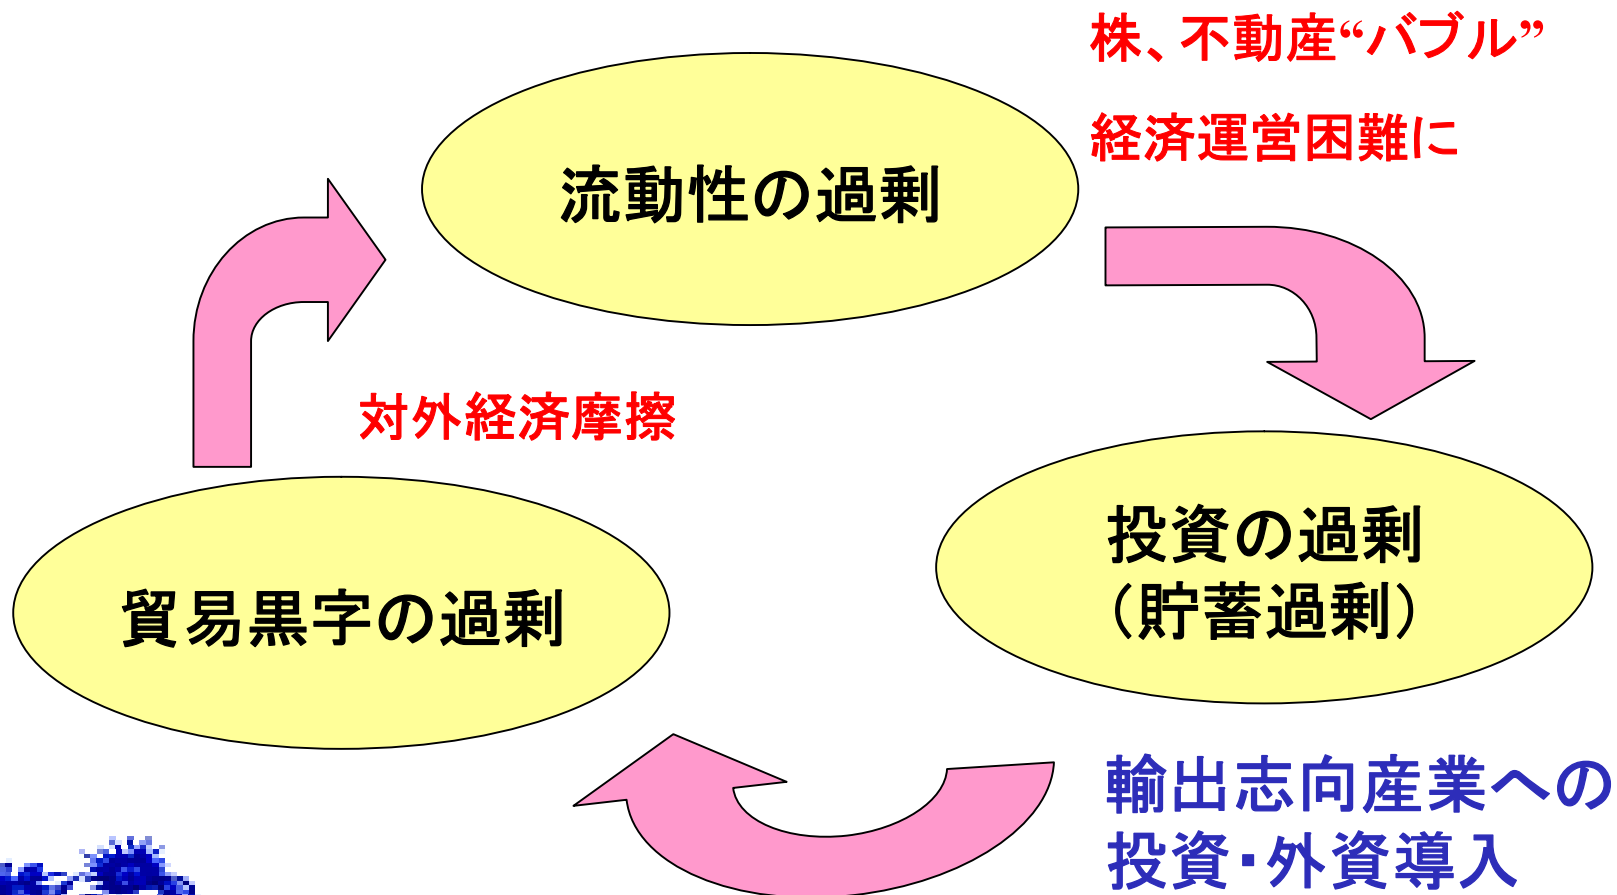 株、不動産“バブル”
経済運営困難に
流動性の過剰
対外経済摩擦
投資の過剰
（貯蓄過剰）
貿易黒字の過剰
輸出志向産業への
投資・外資導入